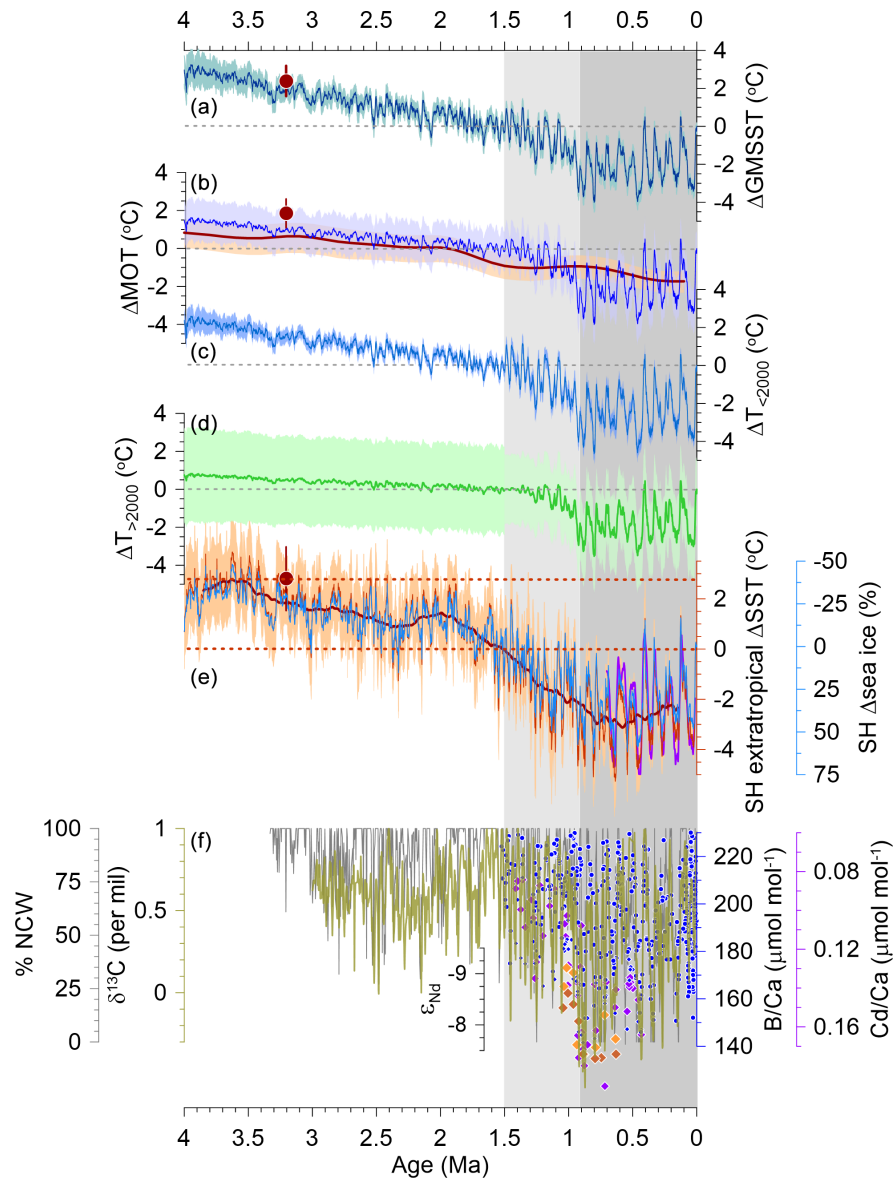 4 3.5 3 2.5 2 1.5 1 0.5 0
(a)
4
2
0
-2
-4
ΔGMSST (°C)
(b)
4
2
0
-2
-4
ΔMOT (°C)
(c)
4
2
0
-2
-4
ΔT<2000 (°C)
(d)
4
2
0
-2
-4
ΔT>2000 (°C)
(e)
2
0
-2
-4
SH extratropical ΔSST (°C)
-50
-25
0
25
50
75
SH Δsea ice (%)
(f)
100
75
50
25
0
% NCW
1
0.5
0
δ13C (per mil)
-9
-8
εNd
220
200
180
160
140
B/Ca (μmol mol-1)
0.08
0.12
0.16
Cd/Ca (μmol mol-1)
4 3.5 3 2.5 2 1.5 1 0.5 0
Age (Ma)